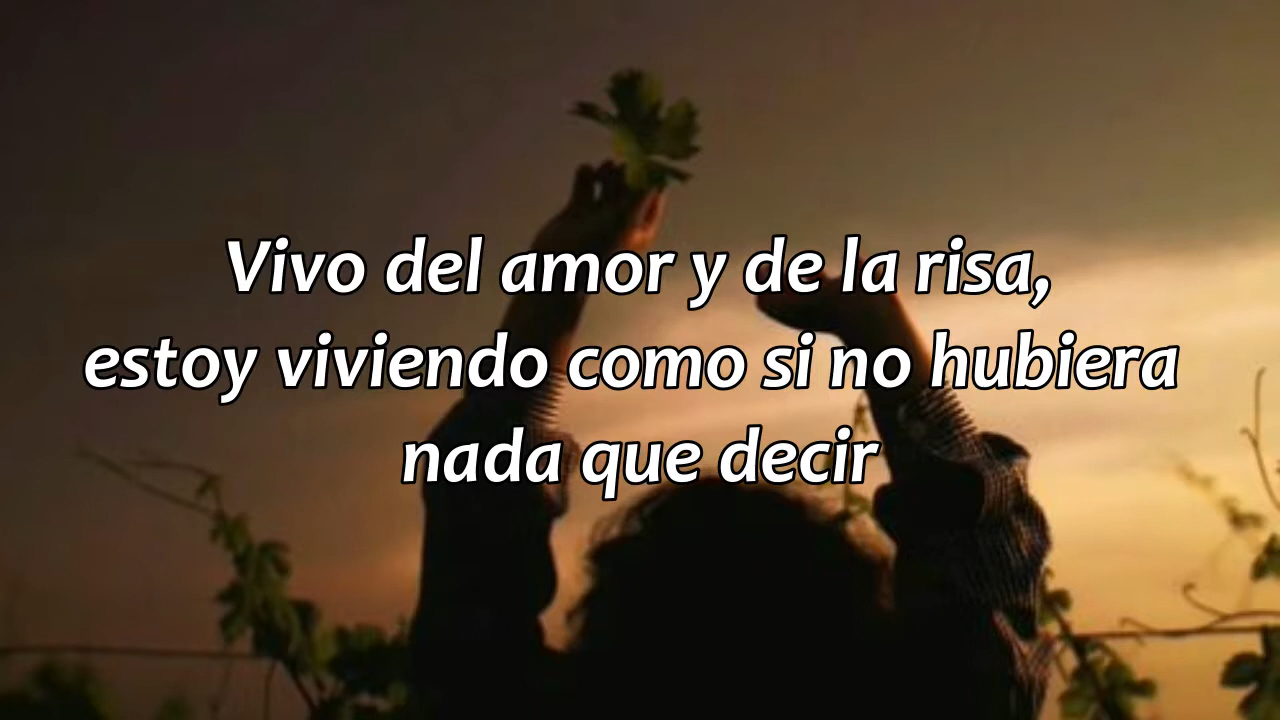 Vivo del amor y de la risa,
estoy viviendo como si no hubiera
nada que decir